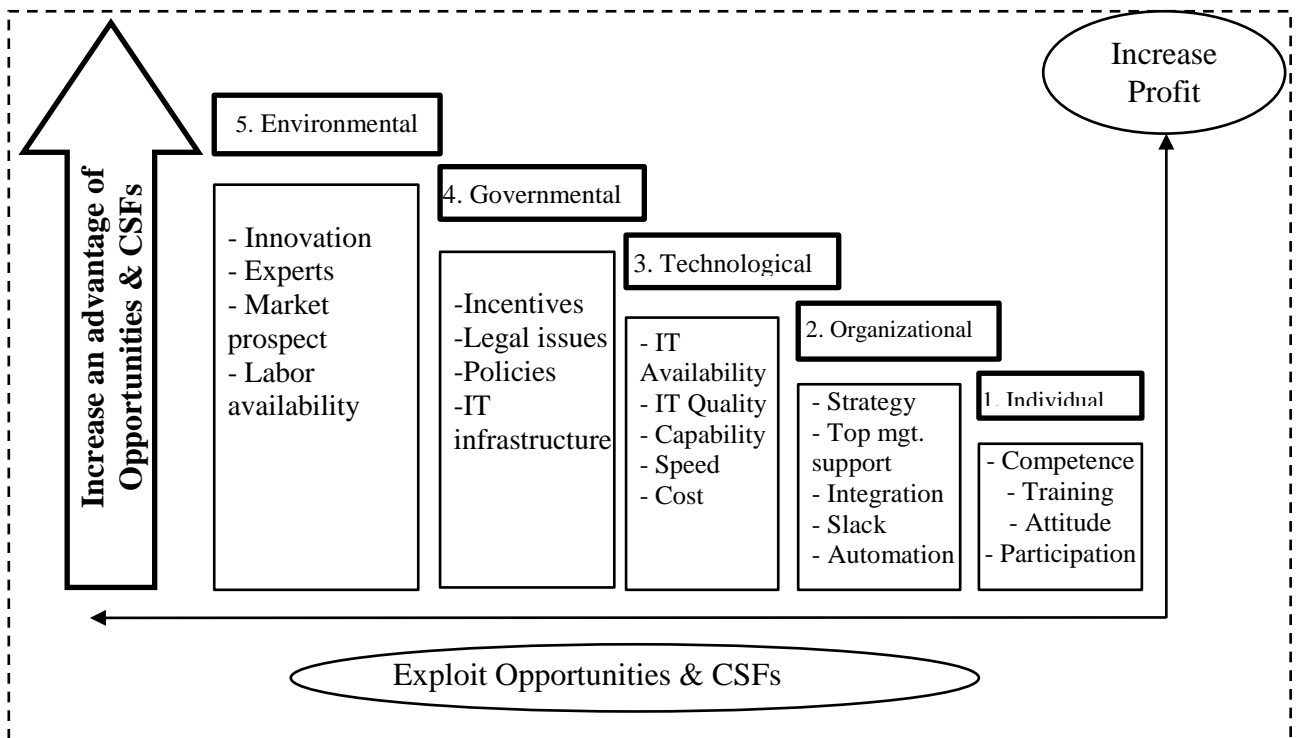 Increase an advantage of
Opportunities & CSFs
5. Environmental
- Innovation
- Experts
- Market
prospect
- Labor
availability
4. Governmental
-Incentives
-Legal issues
-Policies
-IT
infrastructure
3. Technological
- IT
Availability
- IT Quality
- Capability
- Speed
- Cost
2. Organizational
- Strategy
- Top mgt.
support
- Integration
- Slack
- Automation
1. Individual
- Competence
- Training
- Attitude
- Participation
Increase
Profit
Exploit Opportunities & CSFs